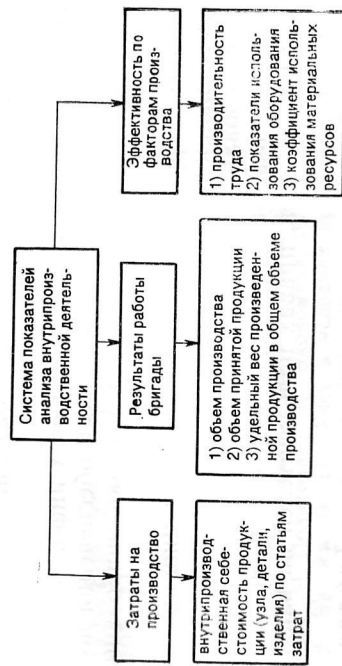 Система показателей
анализа внутрипроиз-
водственной деятель-
ности
Затраты на
производство
Результаты работы
бригады
Эффективность по
факторам произ-
водства
внутрипроизвод-
ственная себе-
стоимость продук-
ции (узла, детали,
изделия) по статьям
затрат
1) объем производства
2) объем принятой продукции
3) удельный вес произведен-
ной продукции в общем объеме
производства
1) производительность
труда
2) показатели исполь-
зования оборудования
3) коэффициент исполь-
зования материальных
ресурсов